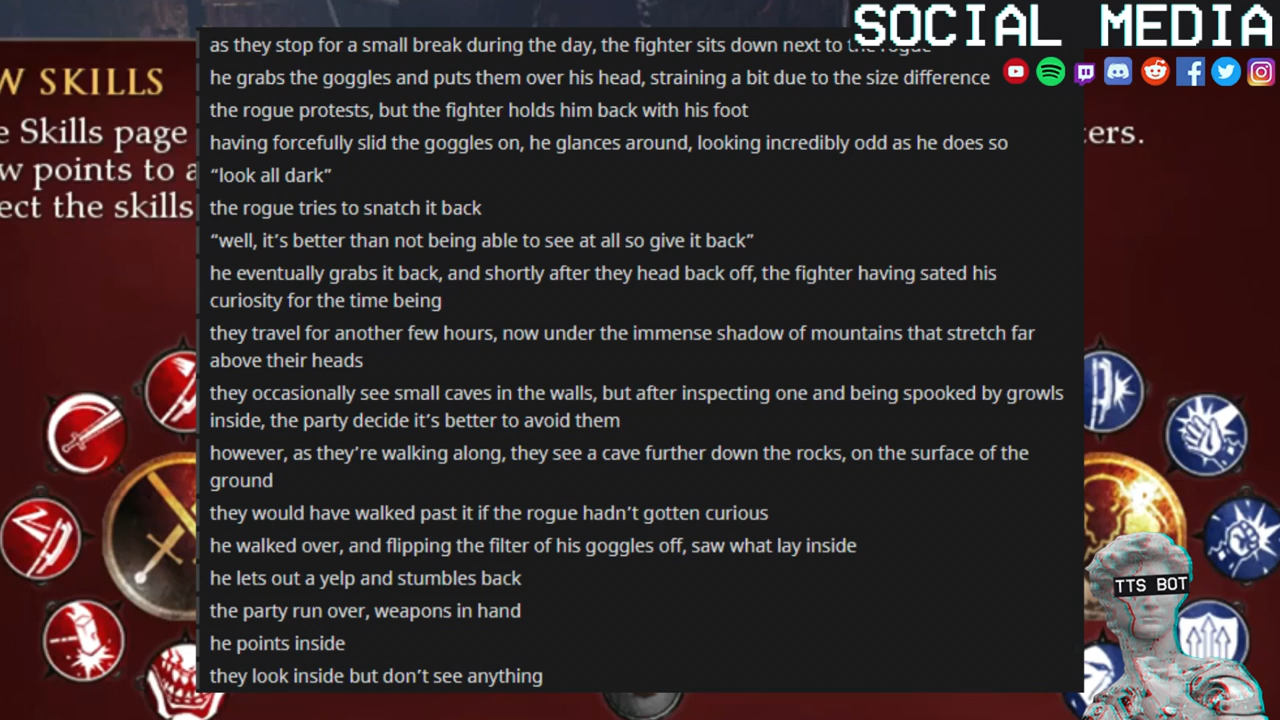 SOCIAL MEDIA
as they stop for a small break during the day, the fighter sits down next to the rogue
W SKILLS
he grabs the goggles and puts them over his head, straining a bit due to the size difference
the rogue protests, but the fighter holds him back with his foot
e Skills page
ters.
having forcefully slid the goggles on, he glances around, looking incredibly odd as he does so
w points to a
“look all dark”
ect the skills
the rogue tries to snatch it back
“well, it’s better than not being able to see at all so give it back”
he eventually grabs it back, and shortly after they head back off, the fighter having sated his
curiosity for the time being
they travel for another few hours, now under the immense shadow of mountains that stretch far
above their heads
they occasionally see small caves in the walls, but after inspecting one and being spooked by growls
inside, the party decide it’s better to avoid them
however, as they’re walking along, they see a cave further down the rocks, on the surface of the
ground
they would have walked past it if the rogue hadn’t gotten curious
he walked over, and flipping the filter of his goggles off, saw what lay inside
he lets out a yelp and stumbles back
TTS BOT
the party run over, weapons in hand
he points inside
they look inside but don’t see anything